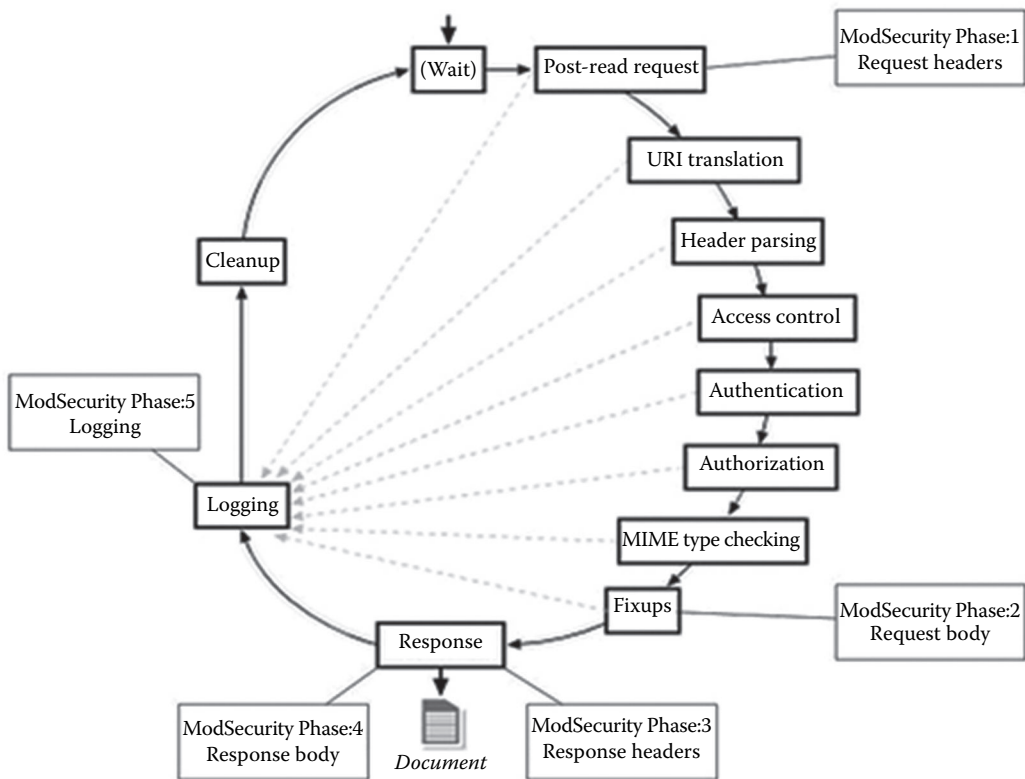 (Wait)
Post-read request
ModSecurity Phase:1
Request headers
URI translation
Header parsing
Cleanup
Access control
ModSecurity Phase:5
Logging
Authentication
Authorization
Logging
MIME type checking
Fixups
ModSecurity Phase:2
Request body
Response
ModSecurity Phase:4
Response body
Document
ModSecurity Phase:3
Response headers